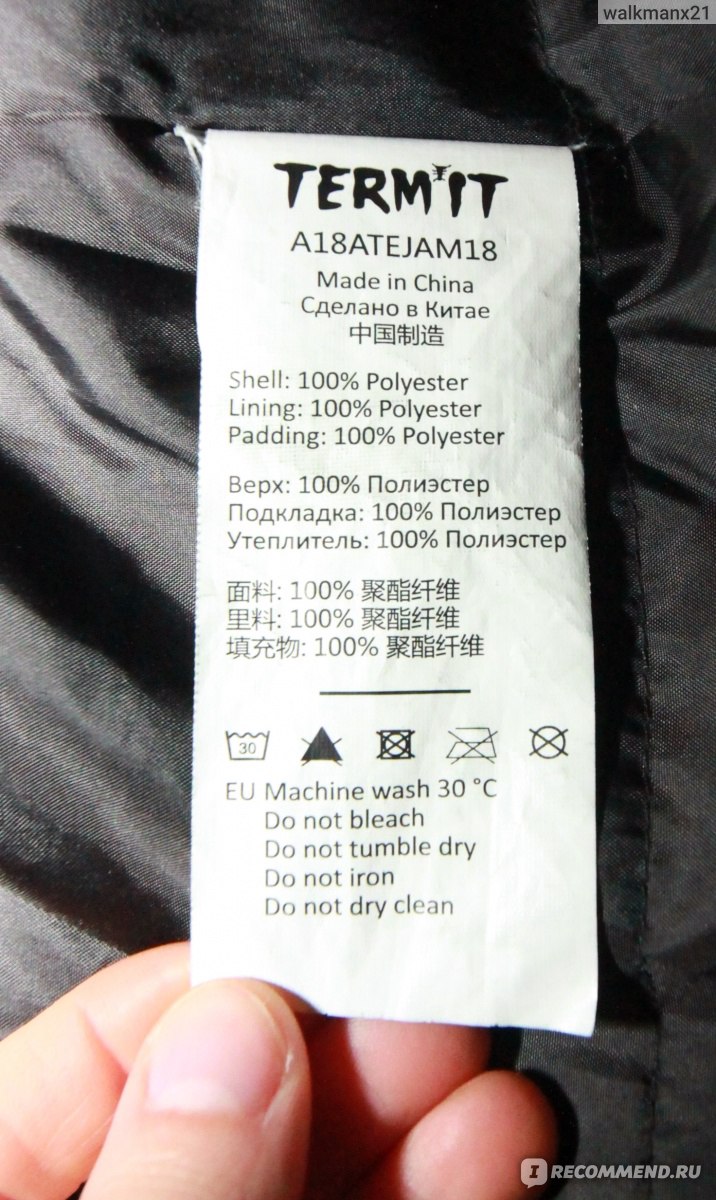 walkmanx21
TERMIT
A18ATEJAM18
Made in China
Сделано в Китае
中国制造
Shell: 100% Polyester
Lining: 100% Polyester
Padding: 100% Polyester
Верх: 100% Полиэстер
Подкладка: 100% Полиэстер
Утеплитель: 100% Полиэстер
面料: 100% 聚酯纤维
里料: 100% 聚酯纤维
填充物: 100% 聚酯纤维
30
EU Machine wash 30 °C
Do not bleach
Do not tumble dry
Do not iron
Do not dry clean
I RECOMMEND.RU